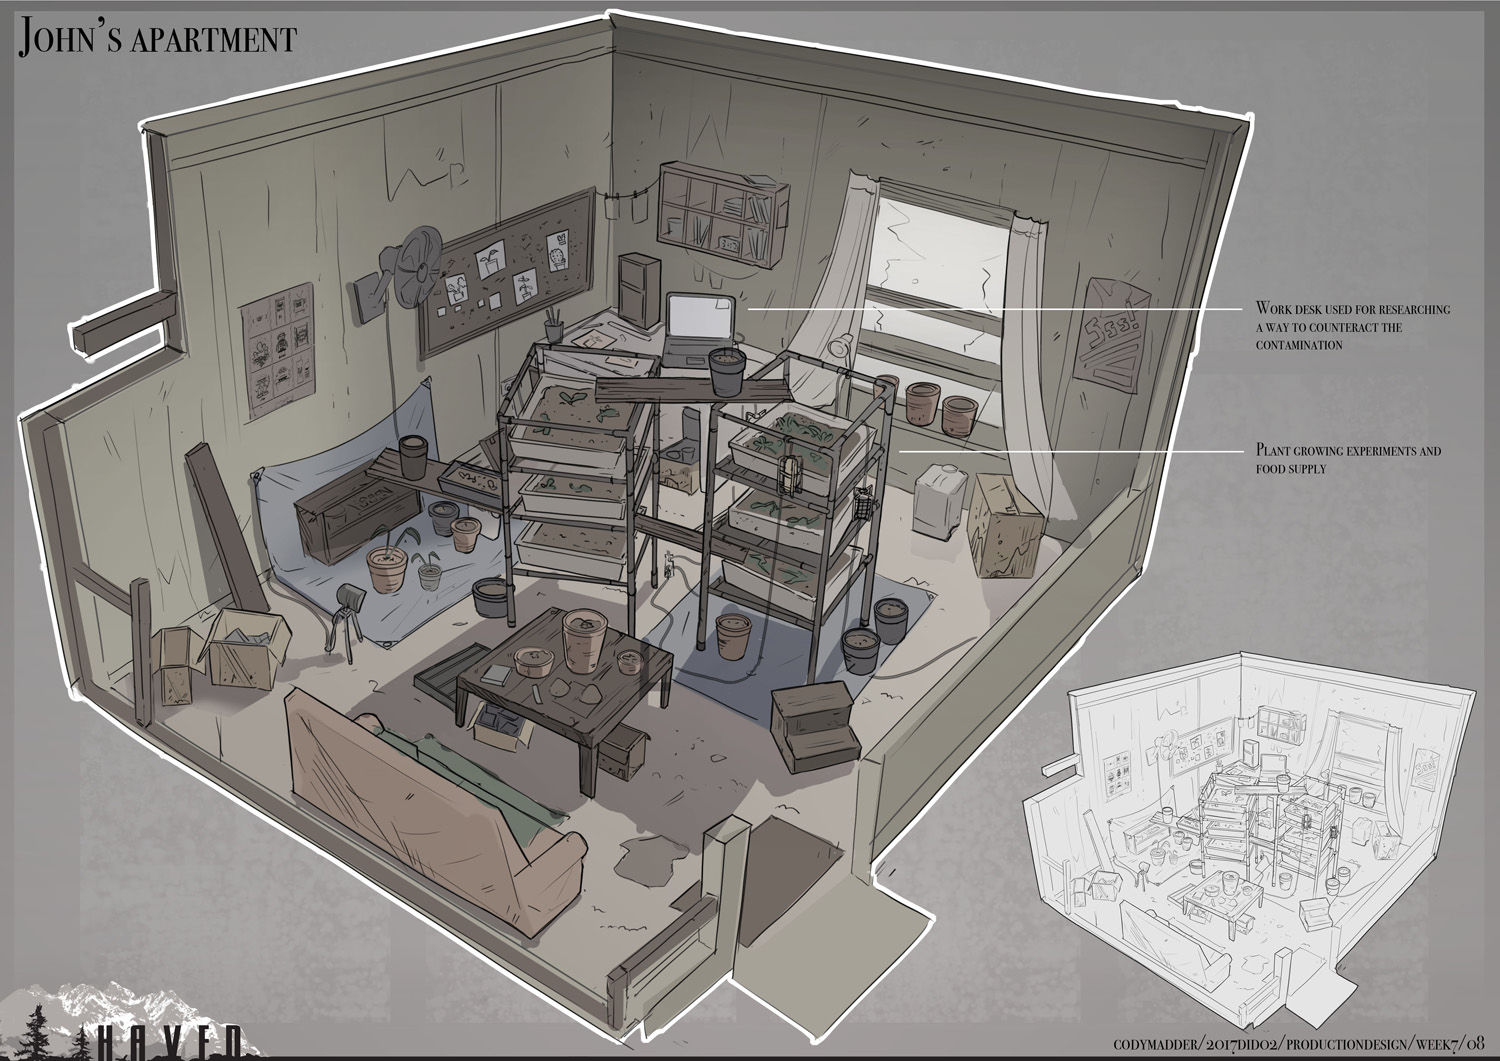 John's apartment
Work desk used for researching
a way to counteract the
contamination
Plant growing experiments and
food supply
HAVEN
codymadder/2017DID02/productiondesign/week7/08